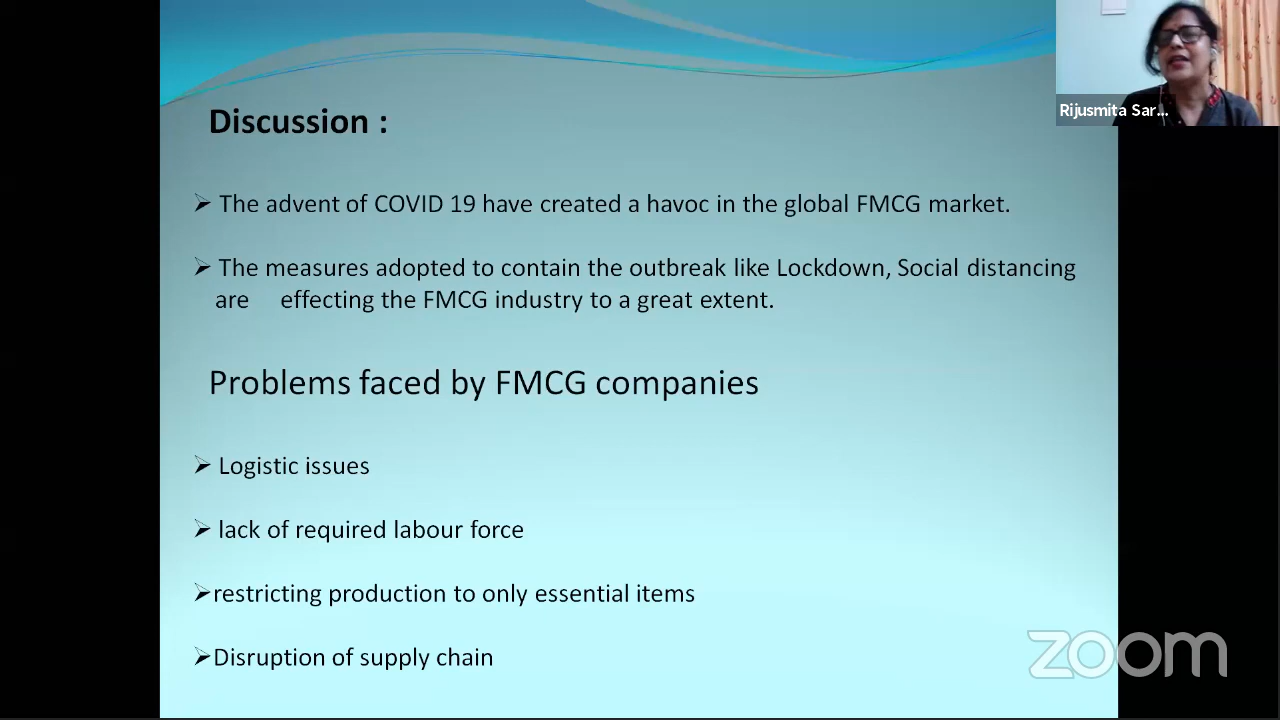 Rijusmita Sar...
Discussion :
➢ The advent of COVID 19 have created a havoc in the global FMCG market.
➢ The measures adopted to contain the outbreak like Lockdown, Social distancing
are effecting the FMCG industry to a great extent.
Problems faced by FMCG companies
➢ Logistic issues
➢ lack of required labour force
➢restricting production to only essential items
➢Disruption of supply chain
zoom